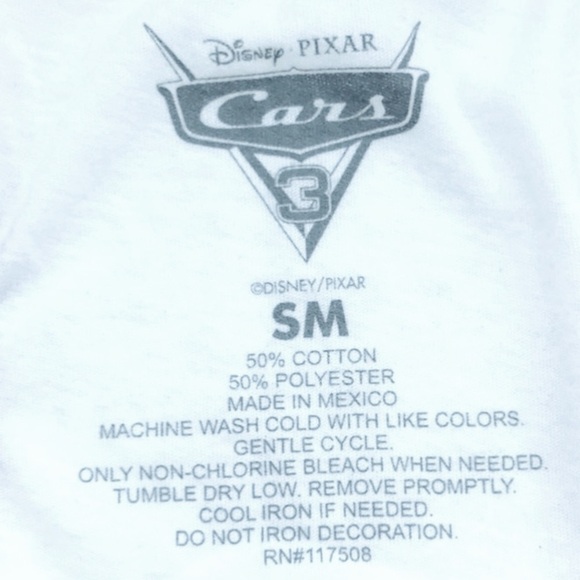 Disney · PIXAR
Cars
3
©DISNEY/PIXAR
SM
50% COTTON
50% POLYESTER
MADE IN MEXICO
MACHINE WASH COLD WITH LIKE COLORS.
GENTLE CYCLE.
ONLY NON-CHLORINE BLEACH WHEN NEEDED.
TUMBLE DRY LOW. REMOVE PROMPTLY.
COOL IRON IF NEEDED.
DO NOT IRON DECORATION.
RN#117508